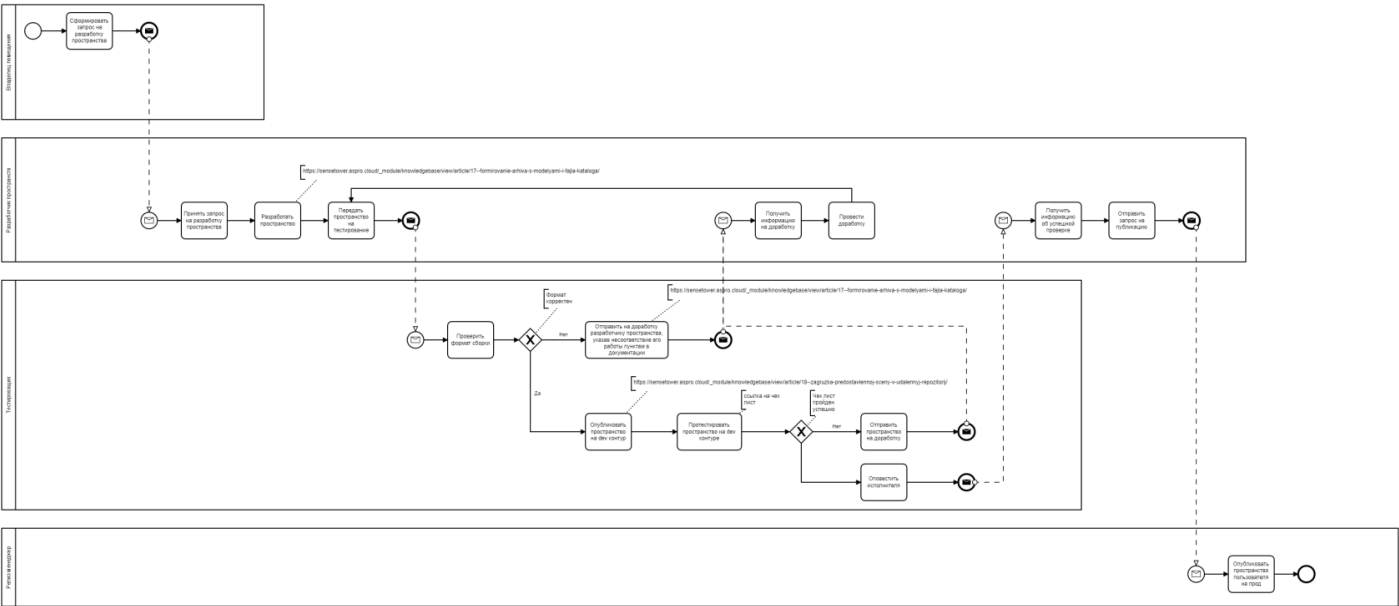 Владелец помещения
Сформировать
запрос на
разработку
пространства
Разработчик пространств
https://sensetower.aspro.cloud/_module/knowledgebase/view/article/17--formirovanie-arhiva-s-modelyami-i-fajla-kataloga/
Принять запрос
на разработку
пространства
Разработать
пространство
Передать
пространство
на
тестирование
Получить
информацию
на доработку
Провести
доработку
Получить
информацию
об успешной
проверке
Отправить
запрос на
публикацию
Тестировщик
Проверить
формат сборки
Формат
корректен
Нет
https://sensetower.aspro.cloud/_module/knowledgebase/view/article/17--formirovanie-arhiva-s-modelyami-i-fajla-kataloga/
Отправить на доработку
разработчику пространства,
указав несоответствие его
работы пунктам в
документации
Да
https://sensetower.aspro.cloud/_module/knowledgebase/view/article/18--zagruzka-predostavlennoj-sceny-v-udalennyj-repozitorij/
Опубликовать
пространство
на dev контур
ссылка на чек
лист
Протестировать
пространство на dev
контуре
Чек лист
пройден
успешно
Нет
Отправить
пространство
на доработку
Оповестить
исполнителя
Релиз менеджер
Опубликовать
пространства
пользователя
на прод